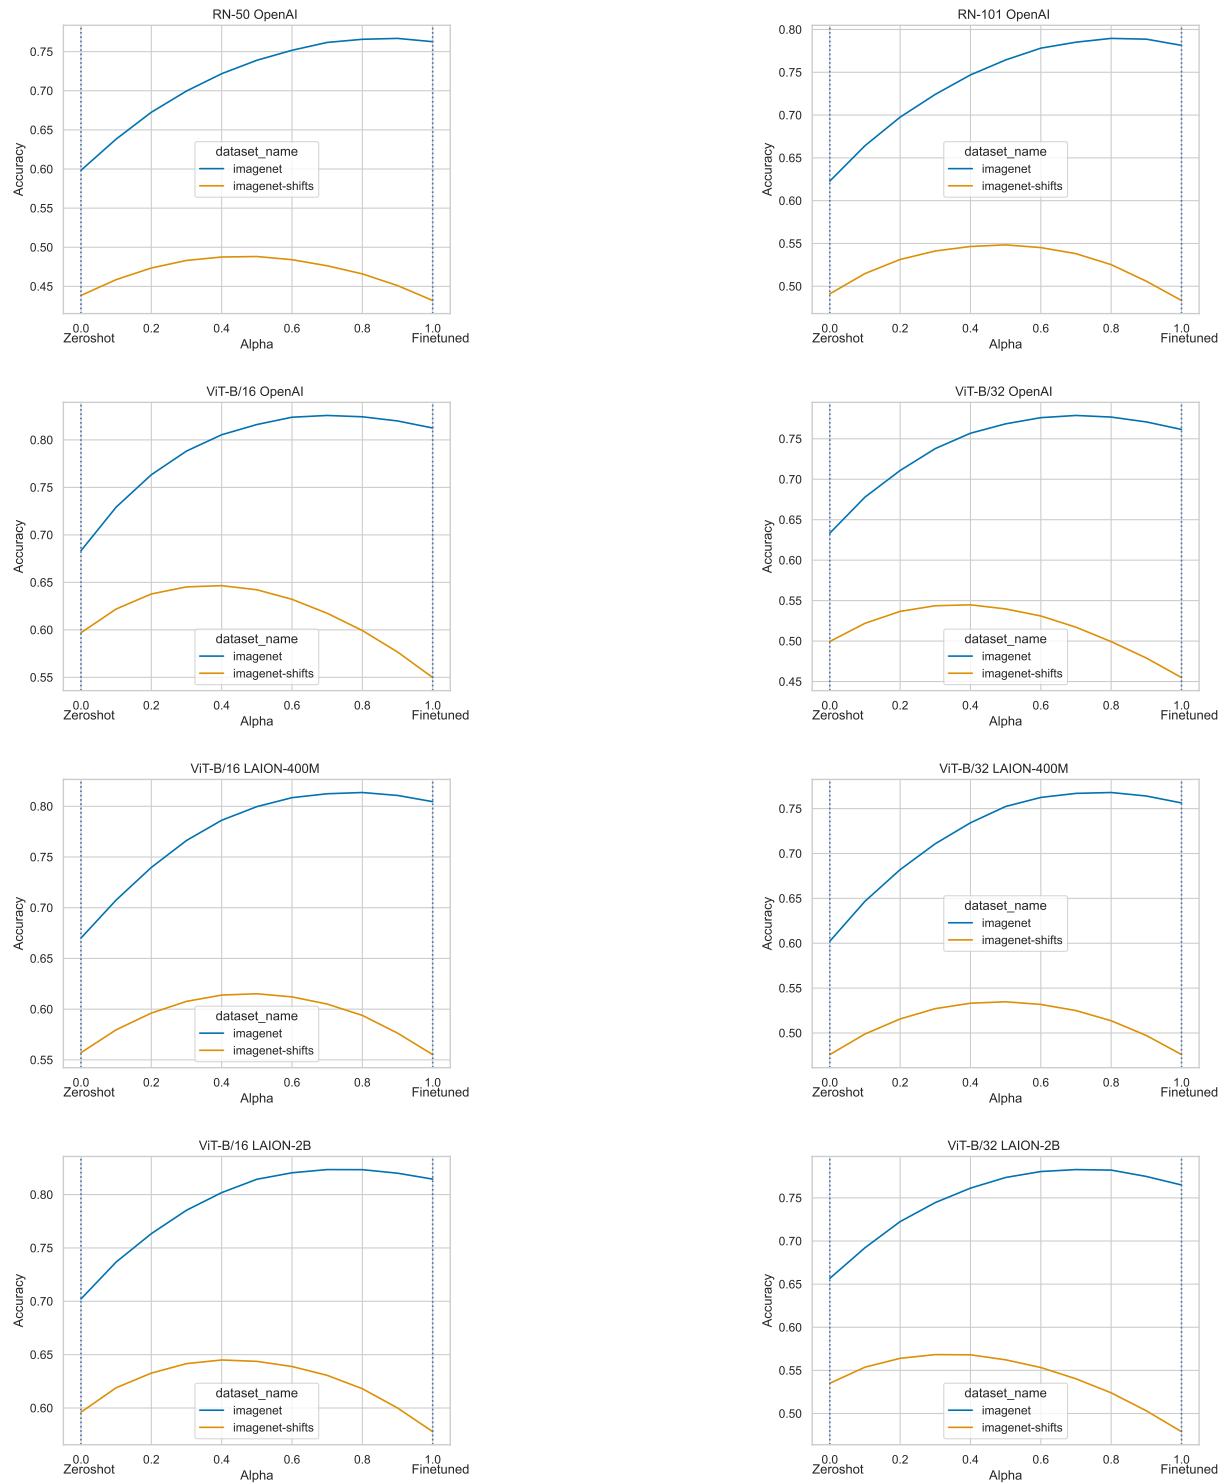 RN-50 OpenAI
0.75
0.70
0.65
0.60
0.55
0.50
0.45
Accuracy
dataset_name
imagenet
imagenet-shifts
0.0 0.2 0.4 0.6 0.8 1.0
Zeroshot Finetuned
Alpha
RN-101 OpenAI
0.80
0.75
0.70
0.65
0.60
0.55
0.50
Accuracy
dataset_name
imagenet
imagenet-shifts
0.0 0.2 0.4 0.6 0.8 1.0
Zeroshot Finetuned
Alpha
ViT-B/16 OpenAI
0.80
0.75
0.70
0.65
0.60
0.55
Accuracy
dataset_name
imagenet
imagenet-shifts
0.0 0.2 0.4 0.6 0.8 1.0
Zeroshot Finetuned
Alpha
ViT-B/32 OpenAI
0.75
0.70
0.65
0.60
0.55
0.50
0.45
Accuracy
dataset_name
imagenet
imagenet-shifts
0.0 0.2 0.4 0.6 0.8 1.0
Zeroshot Finetuned
Alpha
ViT-B/16 LAION-400M
0.80
0.75
0.70
0.65
0.60
0.55
Accuracy
dataset_name
imagenet
imagenet-shifts
0.0 0.2 0.4 0.6 0.8 1.0
Zeroshot Finetuned
Alpha
ViT-B/32 LAION-400M
0.75
0.70
0.65
0.60
0.55
0.50
Accuracy
dataset_name
imagenet
imagenet-shifts
0.0 0.2 0.4 0.6 0.8 1.0
Zeroshot Finetuned
Alpha
ViT-B/16 LAION-2B
0.80
0.75
0.70
0.65
0.60
Accuracy
dataset_name
imagenet
imagenet-shifts
0.0 0.2 0.4 0.6 0.8 1.0
Zeroshot Finetuned
Alpha
ViT-B/32 LAION-2B
0.75
0.70
0.65
0.60
0.55
0.50
Accuracy
dataset_name
imagenet
imagenet-shifts
0.0 0.2 0.4 0.6 0.8 1.0
Zeroshot Finetuned
Alpha